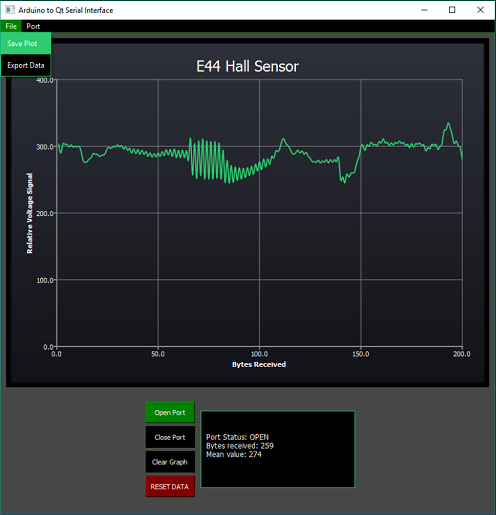 Arduino to Qt Serial Interface
File Port
Save Plot
Export Data
E44 Hall Sensor
400.0
300.0
200.0
100.0
0.0
Relative Voltage Signal
0.0 50.0 100.0 150.0 200.0
Bytes Received
Open Port
Close Port
Clear Graph
RESET DATA
Port Status: OPEN
Bytes received: 259
Mean value: 274